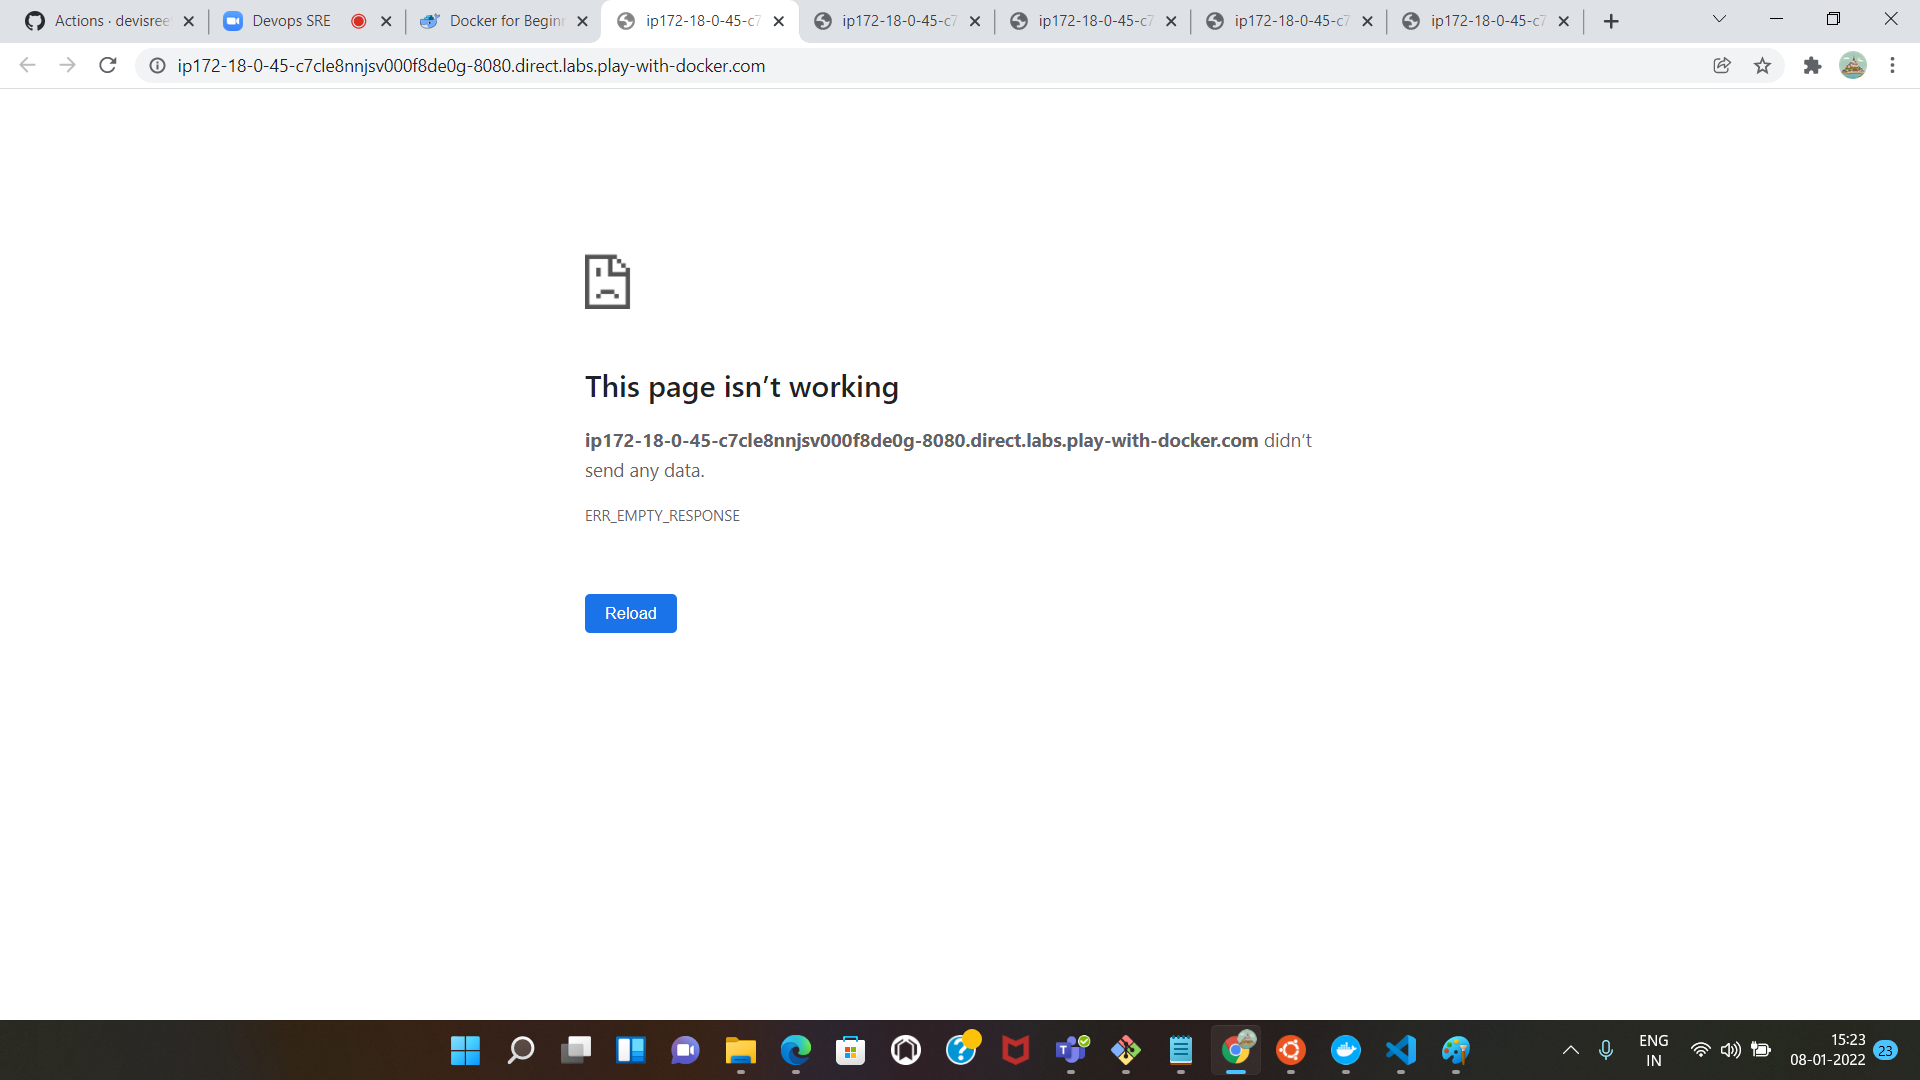 Actions · devisree
Devops SRE
Docker for Beginn
ip172-18-0-45-c7
ip172-18-0-45-c7
ip172-18-0-45-c7
ip172-18-0-45-c7
ip172-18-0-45-c7
ip172-18-0-45-c7cle8nnjsv000f8de0g-8080.direct.labs.play-with-docker.com
This page isn’t working
ip172-18-0-45-c7cle8nnjsv000f8de0g-8080.direct.labs.play-with-docker.com didn’t
send any data.
ERR_EMPTY_RESPONSE
Reload
ENG
IN
15:23
08-01-2022
23